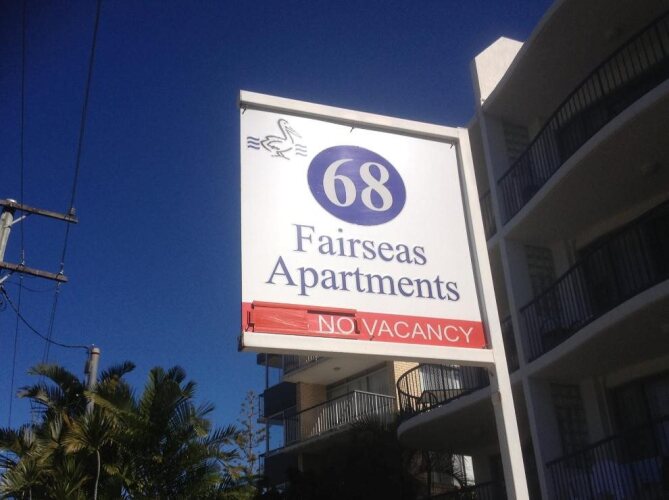 68
Fairseas
Apartments
NO VACANCY